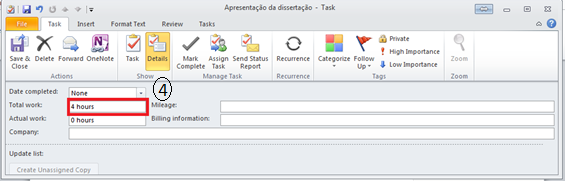 Apresentação da dissertação - Task
File Task Insert Format Text Review Tasks
Save & Close Delete Forward OneNote Task Details Mark Complete Assign Task Send Status Report Recurrence Categorize Follow Up Private
High Importance
Low Importance
Zoom
Actions Show Manage Task Recurrence Tags Zoom
Date completed: None
4
Total work: 4 hours Mileage:
Actual work: 0 hours Billing information:
Company:
Update list:
Create Unassigned Copy